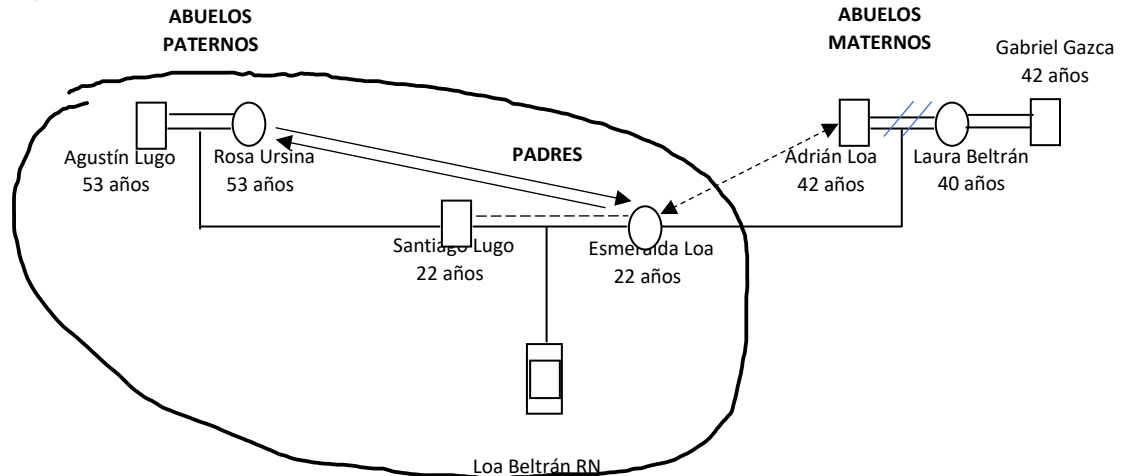 ABUELOS
PATERNOS
ABUELOS
MATERNOS
Gabriel Gazca
42 años
Agustín Lugo
53 años
Rosa Ursina
53 años
PADRES
Adrián Loa
42 años
Laura Beltrán
40 años
Santiago Lugo
22 años
Esmeralda Loa
22 años
Loa Beltrán RN